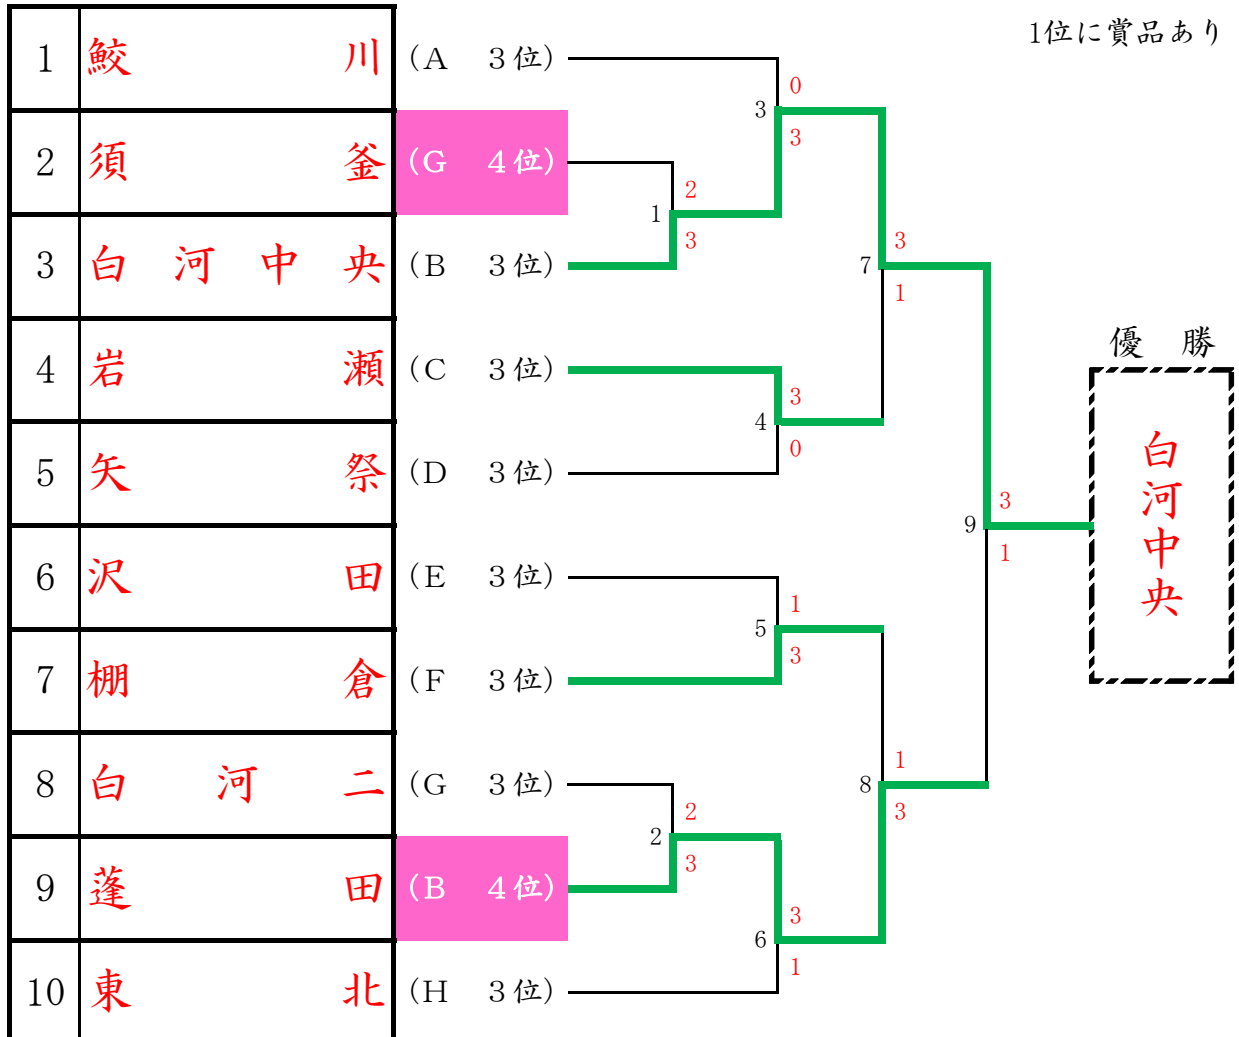 1位に賞品あり
1 鮫川 (A 3位)
0
3
3
2 須釜 (G 4位)
2
1
3
3 白河中央 (B 3位)
3
7
1
優勝
白河中央
4 岩瀬 (C 3位)
3
4
0
5 矢祭 (D 3位)
3
9
1
6 沢田 (E 3位)
1
5
3
7 棚倉 (F 3位)
1
8
3
8 白河二 (G 3位)
2
2
3
9 蓬田 (B 4位)
3
6
1
10 東北 (H 3位)